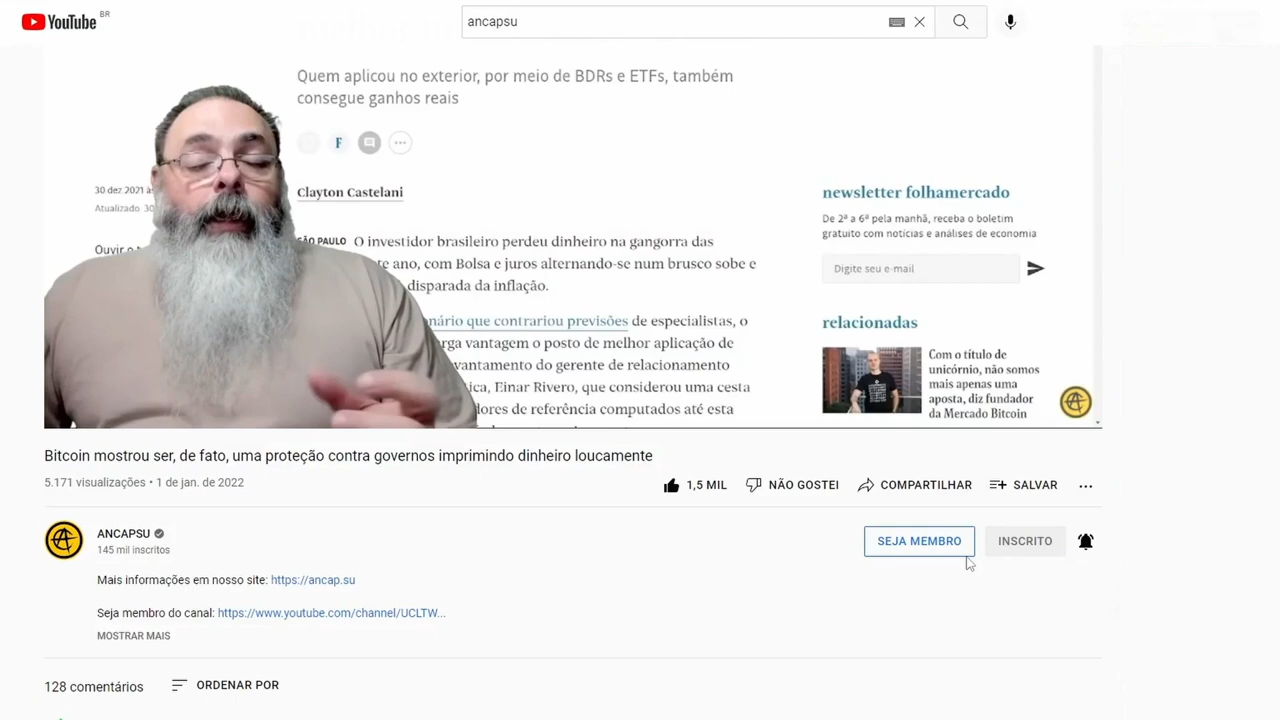 YouTube BR
ancapsu
Quem aplicou no exterior, por meio de BDRs e ETFs, também
consegue ganhos reais
F
30 dez.2021 às
Atualizado 30
Clayton Castelani
newsletter folhamercado
De 2ª a 6ª pela manhã, receba o boletim
gratuito com notícias e análises de economia
Digite seu e-mail
Ouvir o
SÃO PAULO O investidor brasileiro perdeu dinheiro na gangorra das
te ano, com Bolsa e juros alternando-se num brusco sobe e
disparada da inflação.
nário que contrariou previsões de especialistas, o
rga vantagem o posto de melhor aplicação de
vantamento do gerente de relacionamento
ica, Einar Rivero, que considerou uma cesta
lores de referência computados até esta
relacionadas
Com o título de
unicórnio, não somos
mais apenas uma
aposta, diz fundador
da Mercado Bitcoin
Bitcoin mostrou ser, de fato, uma proteção contra governos imprimindo dinheiro loucamente
5.171 visualizações • 1 de jan. de 2022
1,5 MIL
NÃO GOSTEI
COMPARTILHAR
SALVAR
ANCAPSU
145 mil inscritos
SEJA MEMBRO
INSCRITO
Mais informações em nosso site: https://ancap.su
Seja membro do canal: https://www.youtube.com/channel/UCLTW...
MOSTRAR MAIS
128 comentários
ORDENAR POR